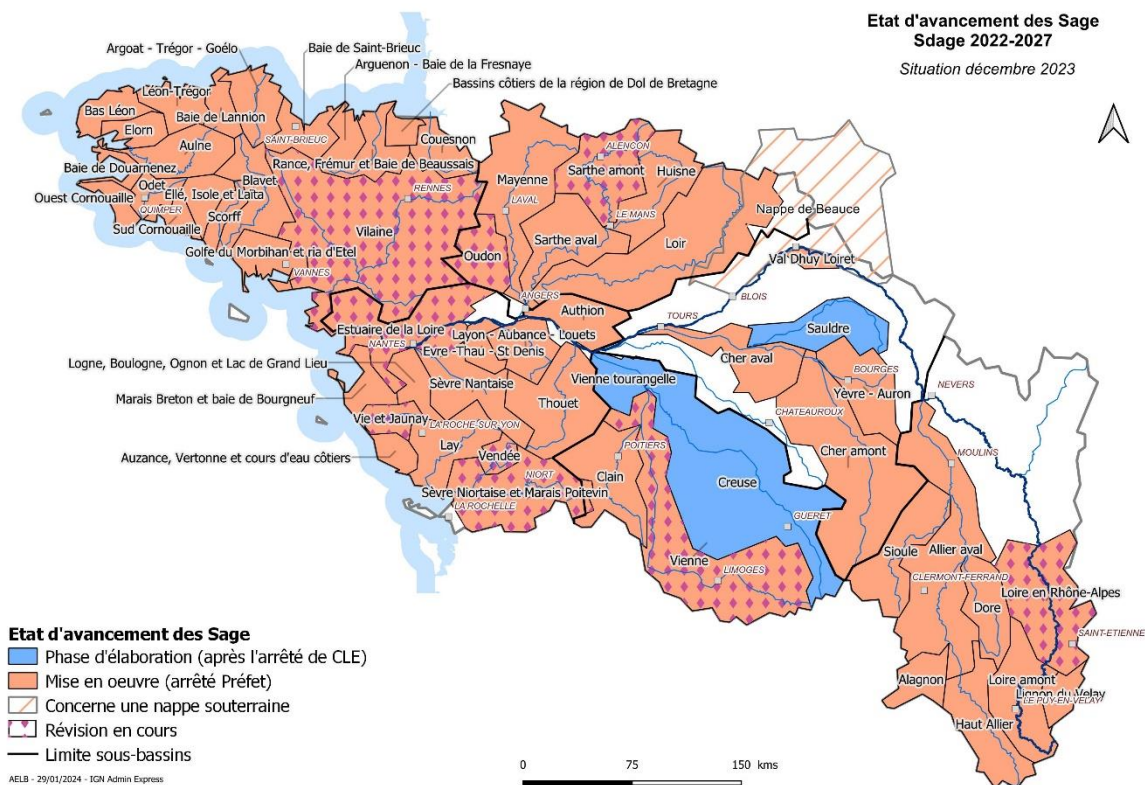 Etat d'avancement des Sage
Sdage 2022-2027
Situation décembre 2023
Argoat - Trégor - Goélo
Baie de Saint-Brieuc
Arguenon - Baie de la Fresnaye
Bassins côtiers de la région de Dol de Bretagne
Léon-Trégor
Bas Léon
Baie de Lannion
Elorn
SAINT-BRIEUC
Couesnon
Aulne
ALENCON
Rance, Frémur et Baie de Beaussais
Mayenne
Sarthe amont
Huisne
Baie de Douarnenez
Blavet
RENNES
Odet
Ellé, Isole et Laïta
Ouest Cornouaille
LAVAL
QUIMPER
Scorff
Nappe de Beauce
LE MANS
Sud Cornouaille
Vilaine
Sarthe aval
Loir
Golfe du Morbihan et ria d'Etel
Oudon
Val Dhuy Loiret
VANNES
ANGERS
BLOIS
Authion
Estuaire de la Loire
TOURS
Layon - Aubance - Louets
Sauldre
NANTES
Evre -Thau - St Denis
Cher aval
Logne, Boulogne, Ognon et Lac de Grand Lieu
BOURGES
Vienne tourangelle
Sèvre Nantaise
NEVERS
Yèvre - Auron
Marais Breton et baie de Bourgneuf
Thouet
CHATEAUROUX
Vie et Jaunay
LA ROCHE-SUR-YON
Lay
POITIERS
MOULINS
Auzance, Vertonne et cours d'eau côtiers
Vendée
Cher amont
NIORT
Clain
Creuse
Sèvre Niortaise et Marais Poitevin
LA ROCHELLE
GUERET
Sioule
Allier aval
Vienne
LIMOGES
CLERMONT-FERRAND
Loire en Rhône-Alpes
Dore
SAINT-ETIENNE
Alagnon
Loire amont
Lignon du Velay
LE PUY-EN-VELAY
Haut Allier
Etat d'avancement des Sage
Phase d'élaboration (après l'arrêté de CLE)
Mise en oeuvre (arrêté Préfet)
Concerne une nappe souterraine
Révision en cours
Limite sous-bassins
AELB - 29/01/2024 - IGN Admin Express
0 75 150 kms